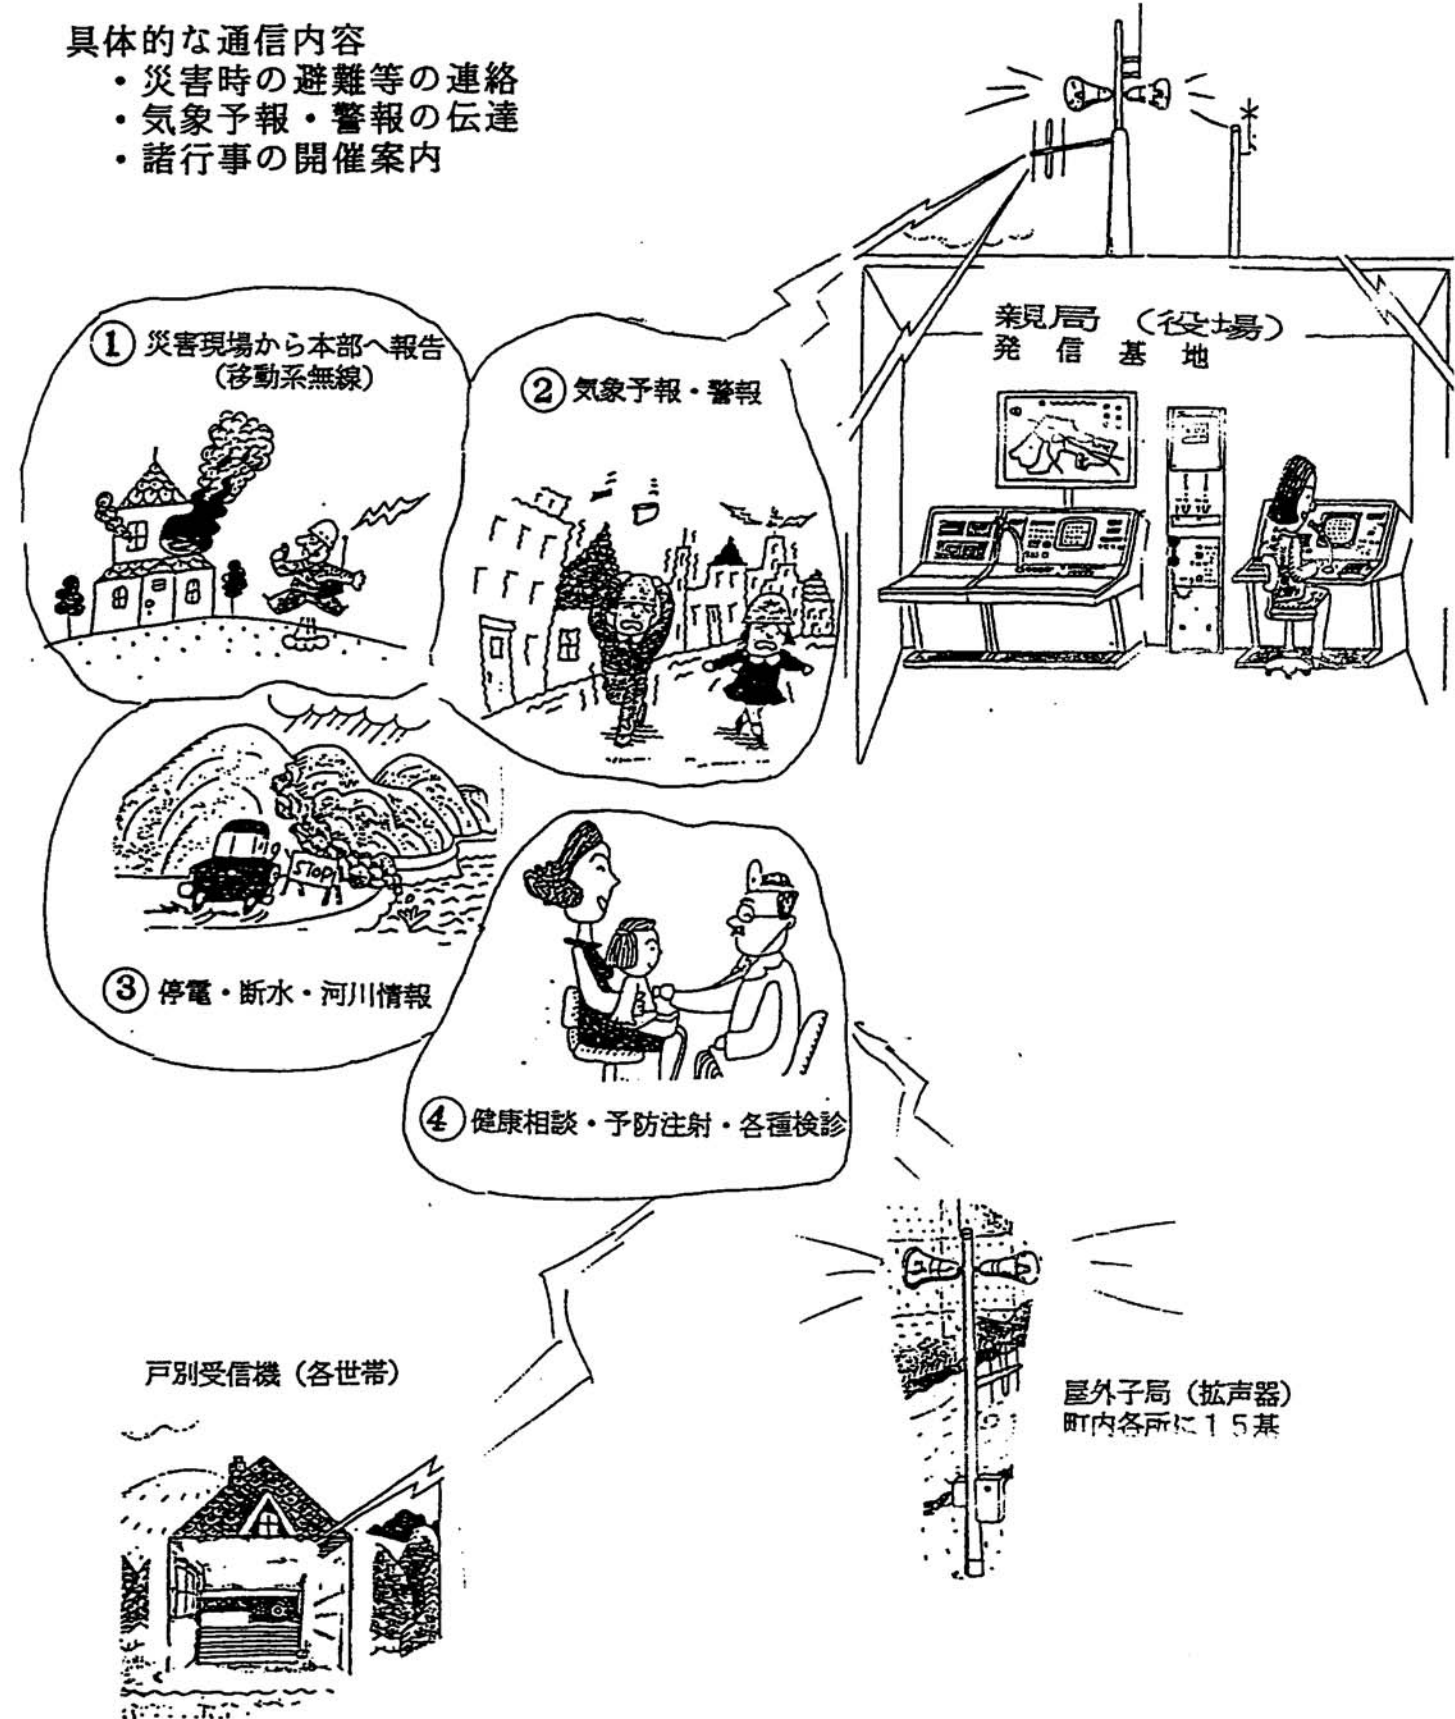 具体的な通信内容
・災害時の避難等の連絡
・気象予報・警報の伝達
・諸行事の開催案内
親局（役場）
発信基地
① 災害現場から本部へ報告
（移動系無線）
② 気象予報・警報
STOP
③ 停電・断水・河川情報
④ 健康相談・予防注射・各種検診
戸別受信機（各世帯）
屋外子局（拡声器）
町内各所に１５基